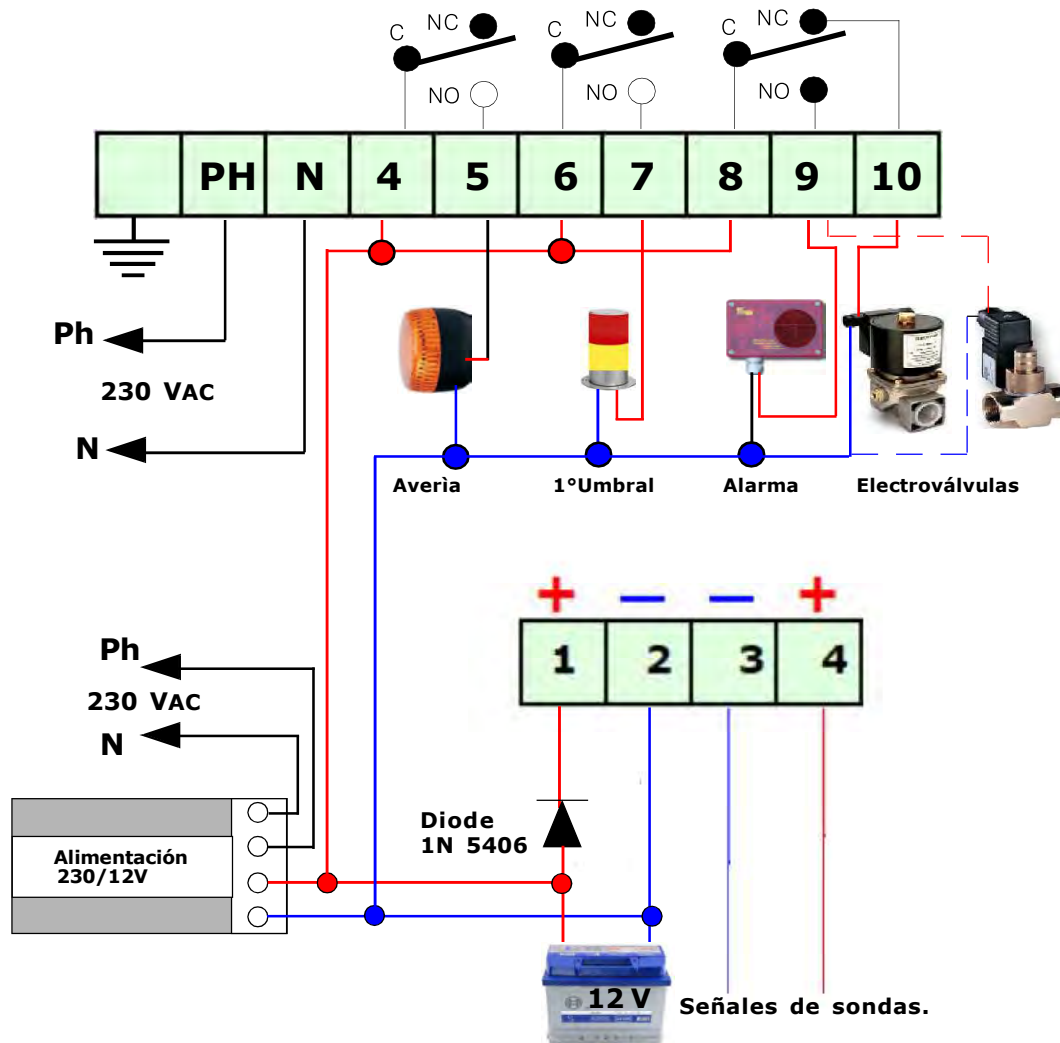 C NC C NC C NC
NO NO NO
PH N 4 5 6 7 8 9 10
Ph
230 VAC
N
Averìa 1°Umbral Alarma Electroválvulas
+ — — +
1 2 3 4
Ph
230 VAC
N
Diode
1N 5406
Alimentación
230/12V
12 V
Señales de sondas.